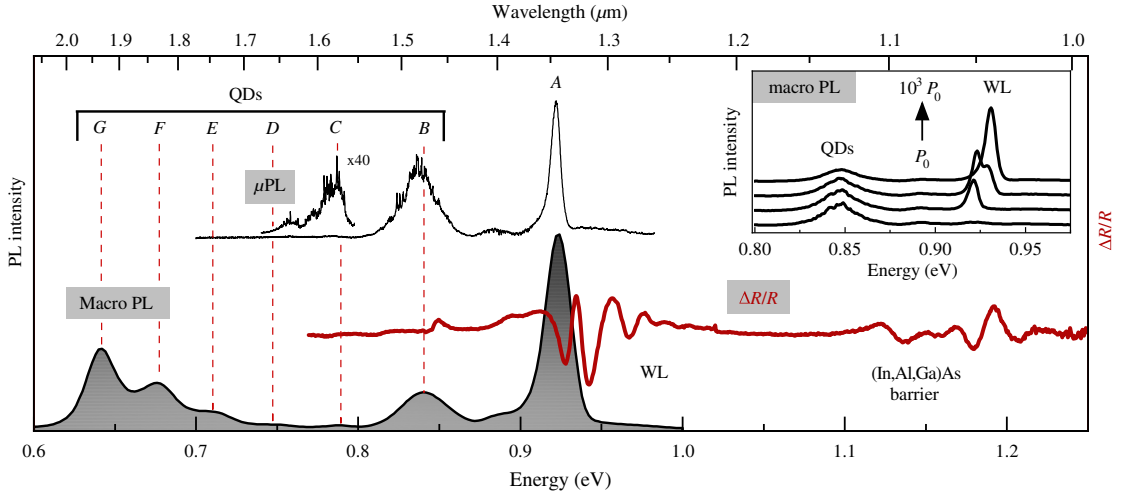 Wavelength (μm)
2.0 1.9 1.8 1.7 1.6 1.5 1.4 1.3 1.2 1.1 1.0
QDs
G F E D C B A
x40
μPL
Macro PL
PL intensity
ΔR/R
WL
(In,Al,Ga)As
barrier
ΔR/R
macro PL
10³ P₀
WL
QDs
P₀
PL intensity
0.80 0.85 0.90 0.95
Energy (eV)
0.6 0.7 0.8 0.9 1.0 1.1 1.2
Energy (eV)